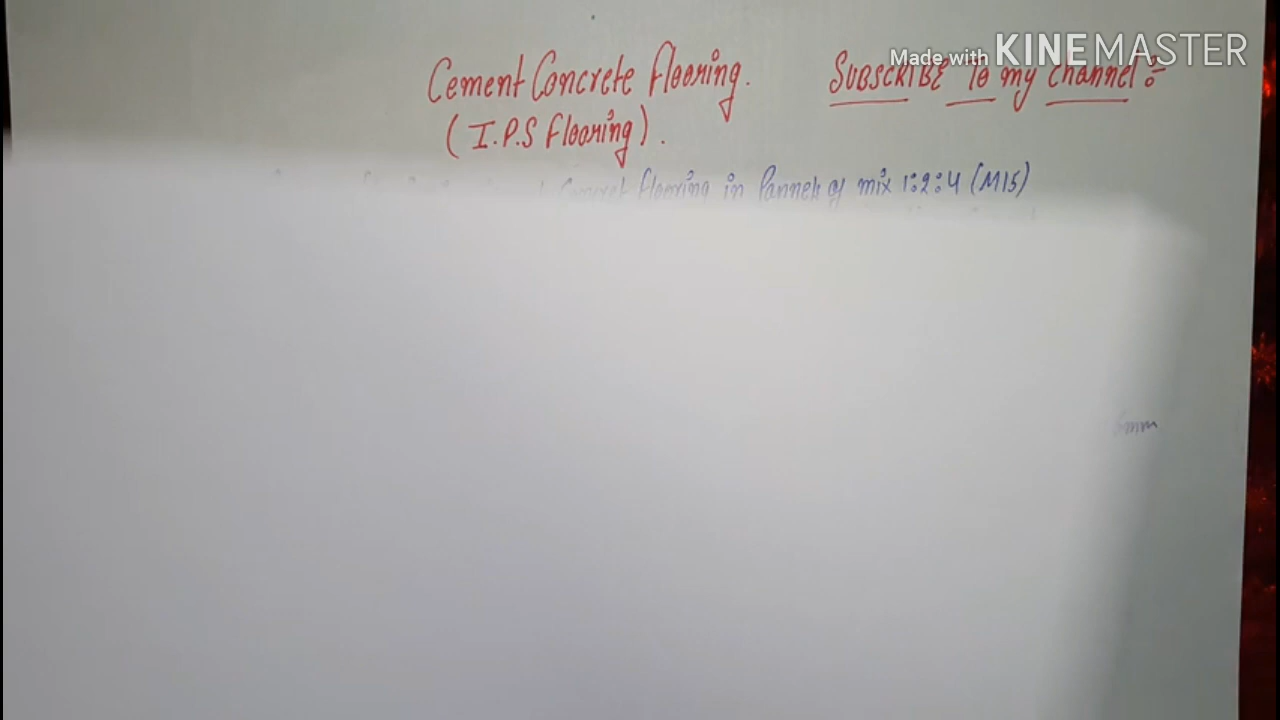 Made with KINEMASTER
Cement Concrete Flooring. SUBSCRIBE To my channel :-
(I.P.S Flooring).
Concret flooring in Pannels of mix 1:2:4 (M15)
mm